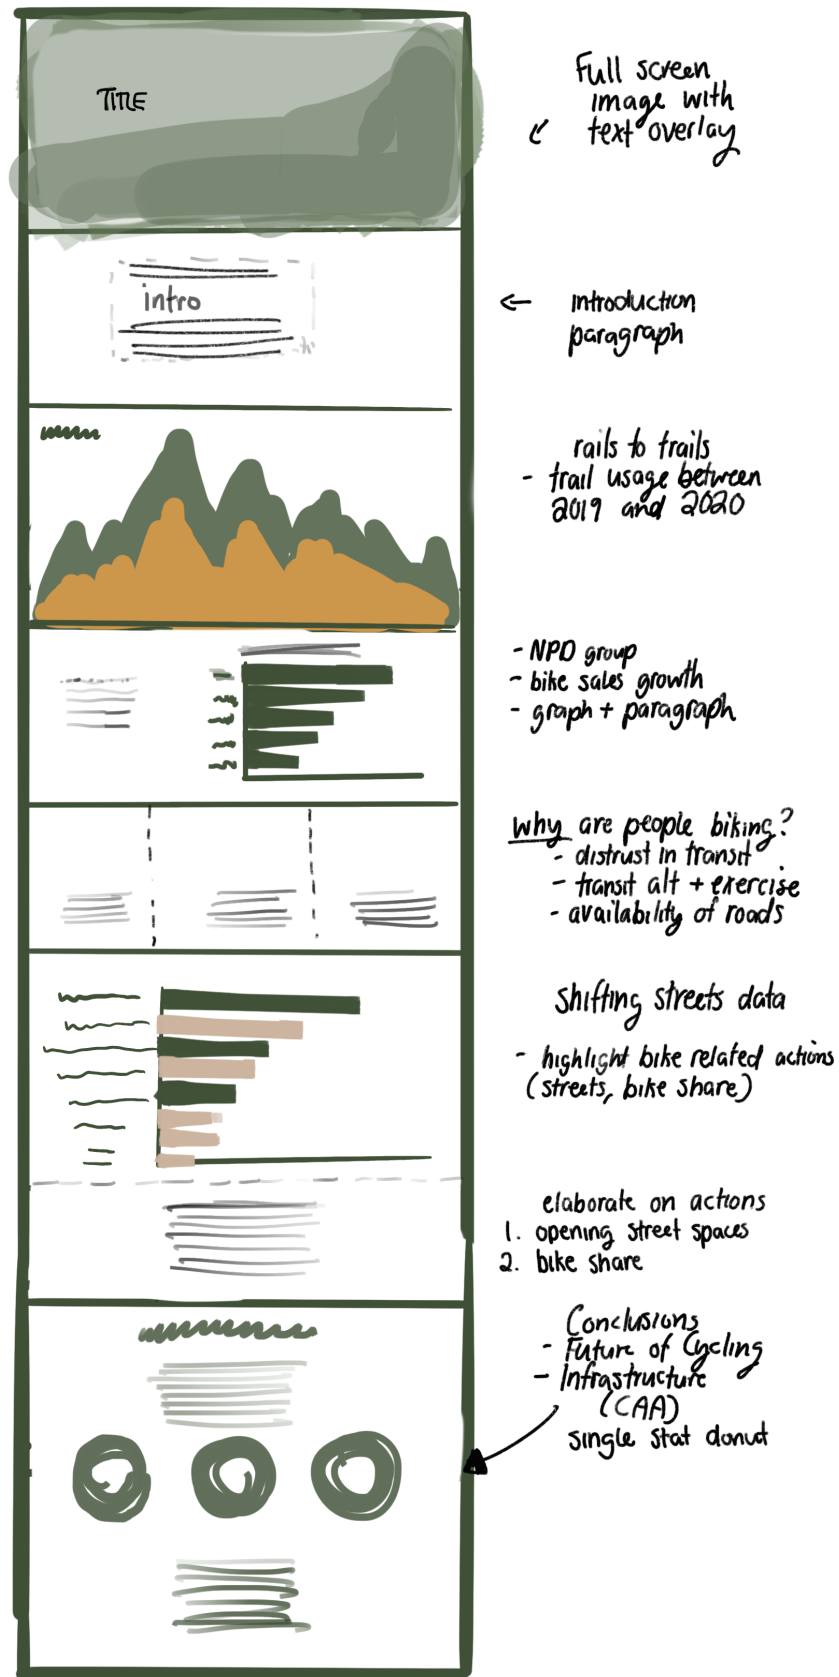 TITLE
Full screen
image with
text overlay
intro
introduction
paragraph
rails to trails
- trail usage between
2019 and 2020
- NPD group
- bike sales growth
- graph + paragraph
why are people biking?
- distrust in transit
- transit alt + exercise
- availability of roads
Shifting streets data
- highlight bike related actions
(streets, bike share)
elaborate on actions
1. opening street spaces
2. bike share
Conclusions
- Future of Cycling
- Infrastructure
(CAA)
single stat donut